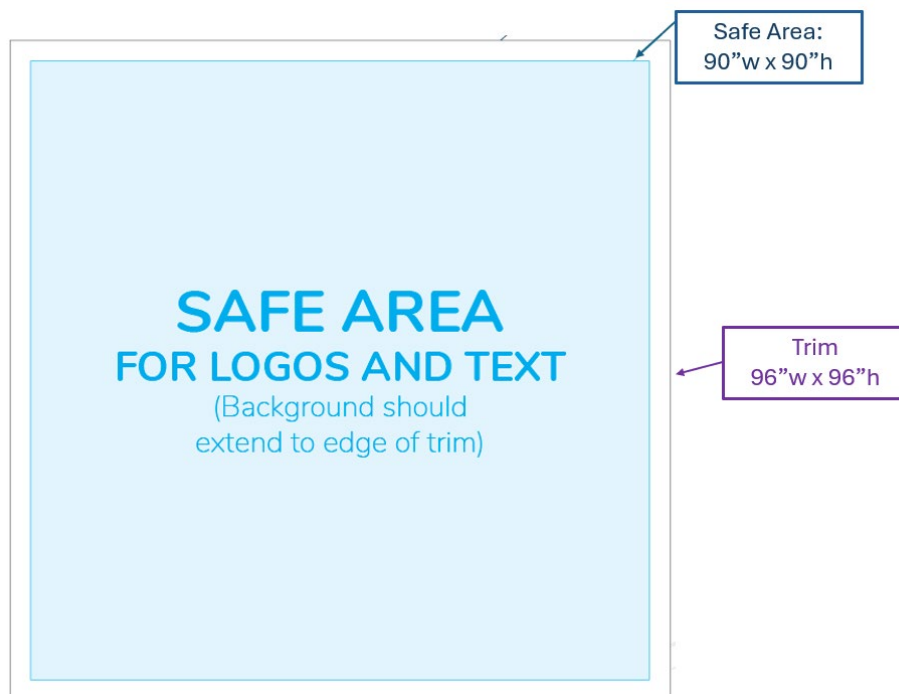 Safe Area:
90”w x 90”h
SAFE AREA
FOR LOGOS AND TEXT
(Background should
extend to edge of trim)
Trim
96”w x 96”h